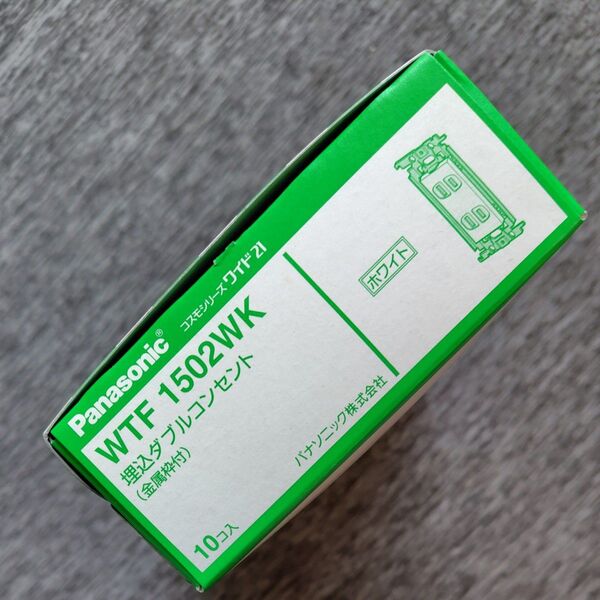 Panasonic® コスモシリーズ ワイド21
WTF 1502WK
埋込ダブルコンセント
(金属枠付)
10コ入
ホワイト
パナソニック株式会社